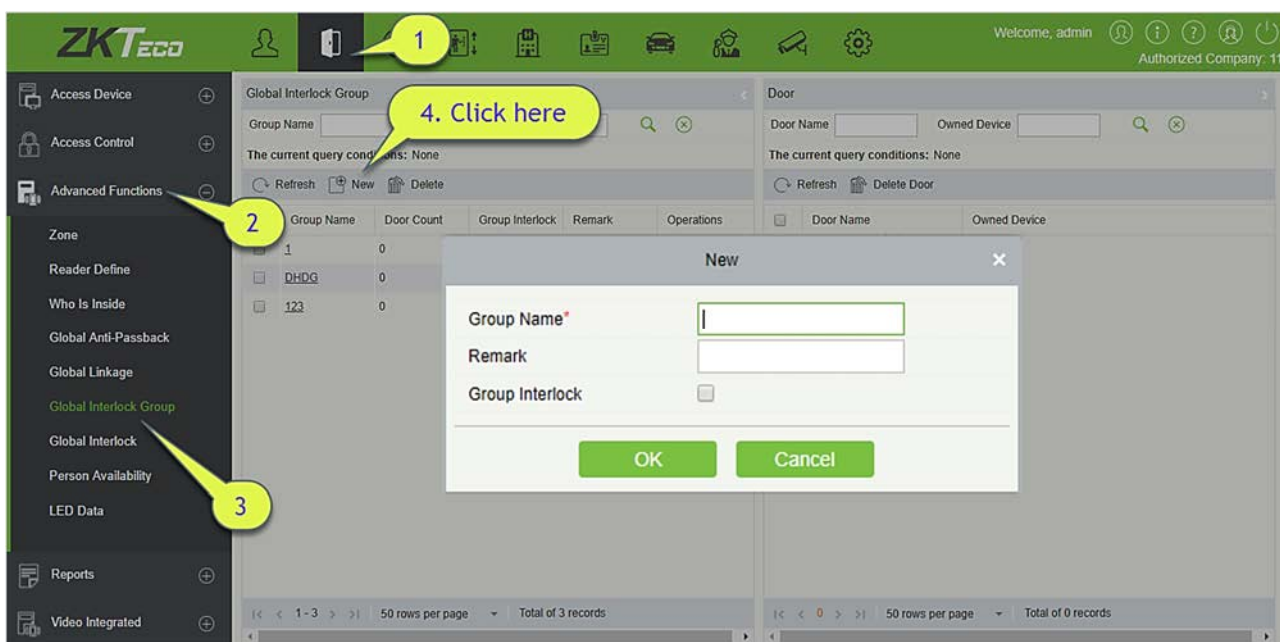 ZKTECO
1
Welcome, admin
Authorized Company: 11
Access Device
Access Control
Advanced Functions
2
Zone
Reader Define
Who Is Inside
Global Anti-Passback
Global Linkage
Global Interlock Group
Global Interlock
Person Availability
LED Data
3
Reports
Video Integrated
Global Interlock Group
4. Click here
Group Name
The current query conditions: None
Refresh New Delete
Group Name Door Count Group Interlock Remark Operations
1 0
DHDG 0
123 0
1-3 50 rows per page Total of 3 records
Door
Door Name Owned Device
The current query conditions: None
Refresh Delete Door
Door Name Owned Device
0 50 rows per page Total of 0 records
New
Group Name*
Remark
Group Interlock
OK Cancel